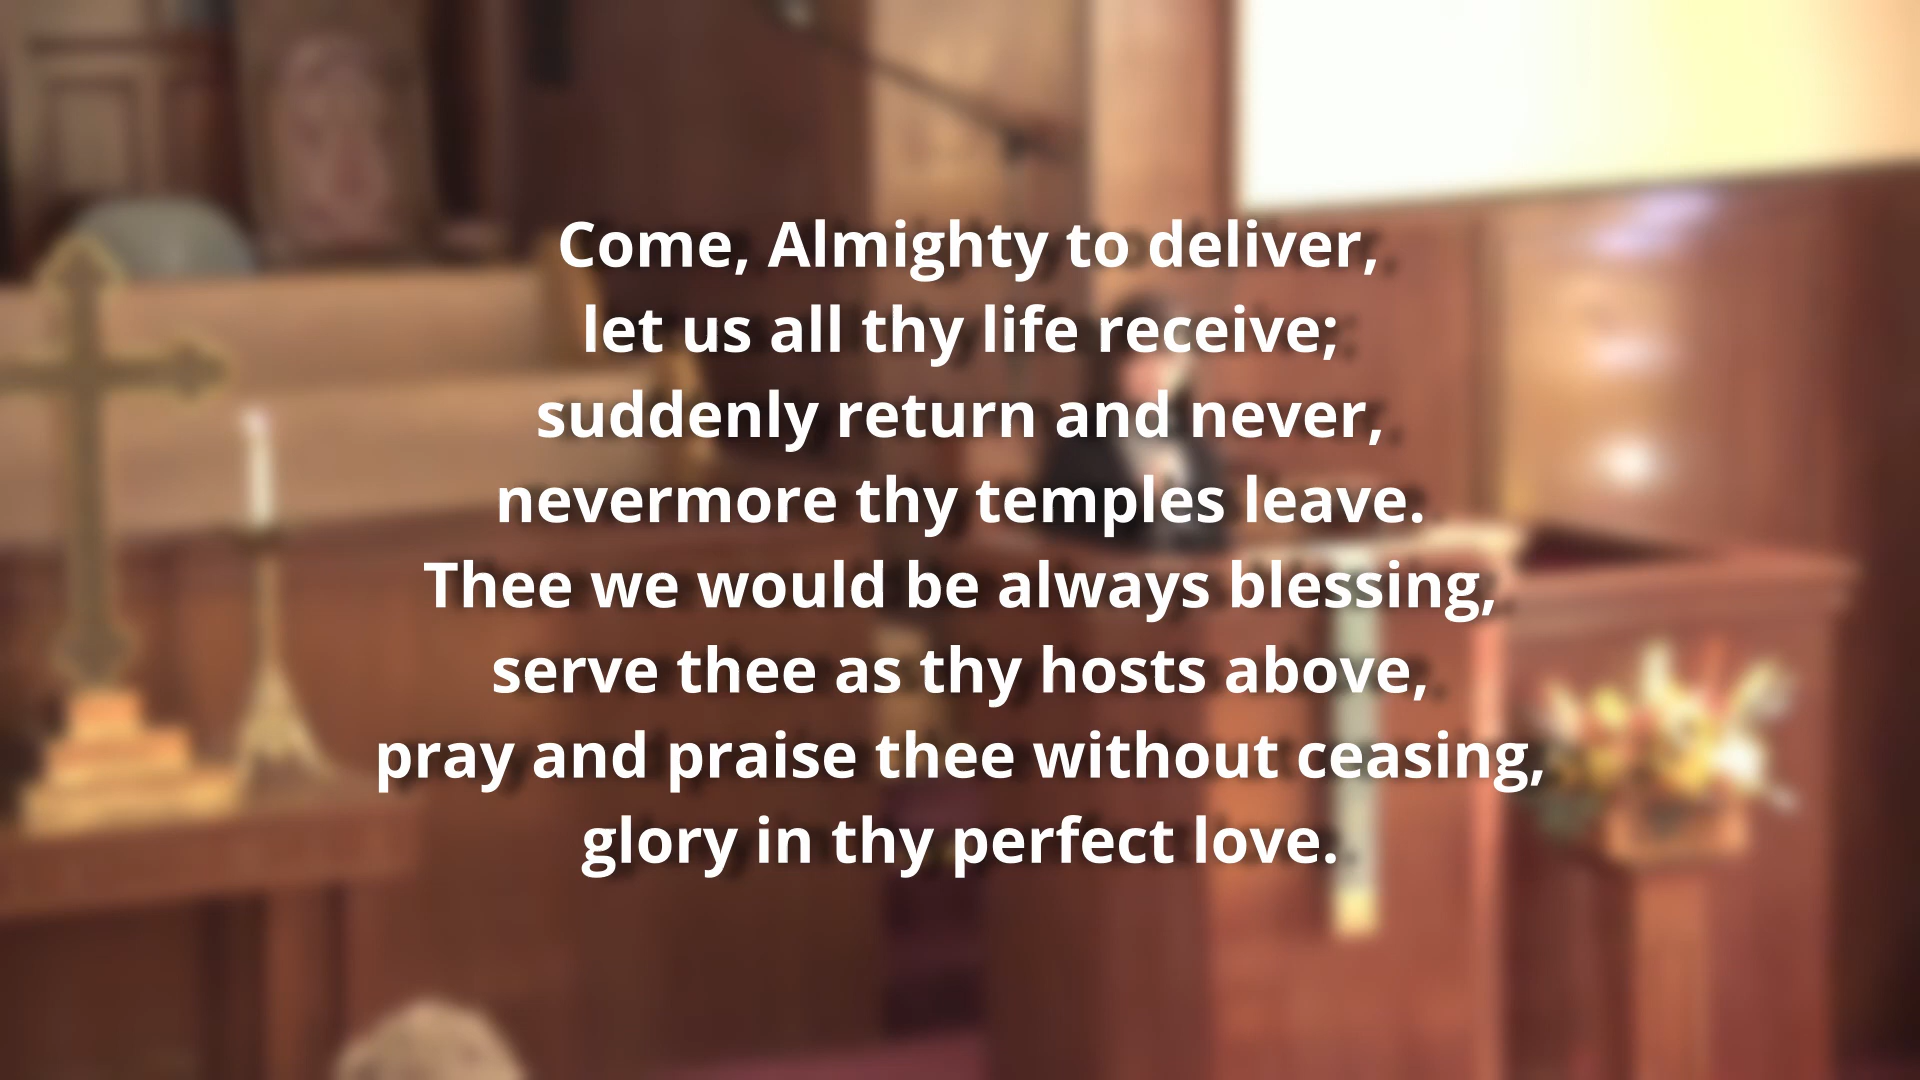 Come, Almighty to deliver,
let us all thy life receive;
suddenly return and never,
nevermore thy temples leave.
Thee we would be always blessing,
serve thee as thy hosts above,
pray and praise thee without ceasing,
glory in thy perfect love.